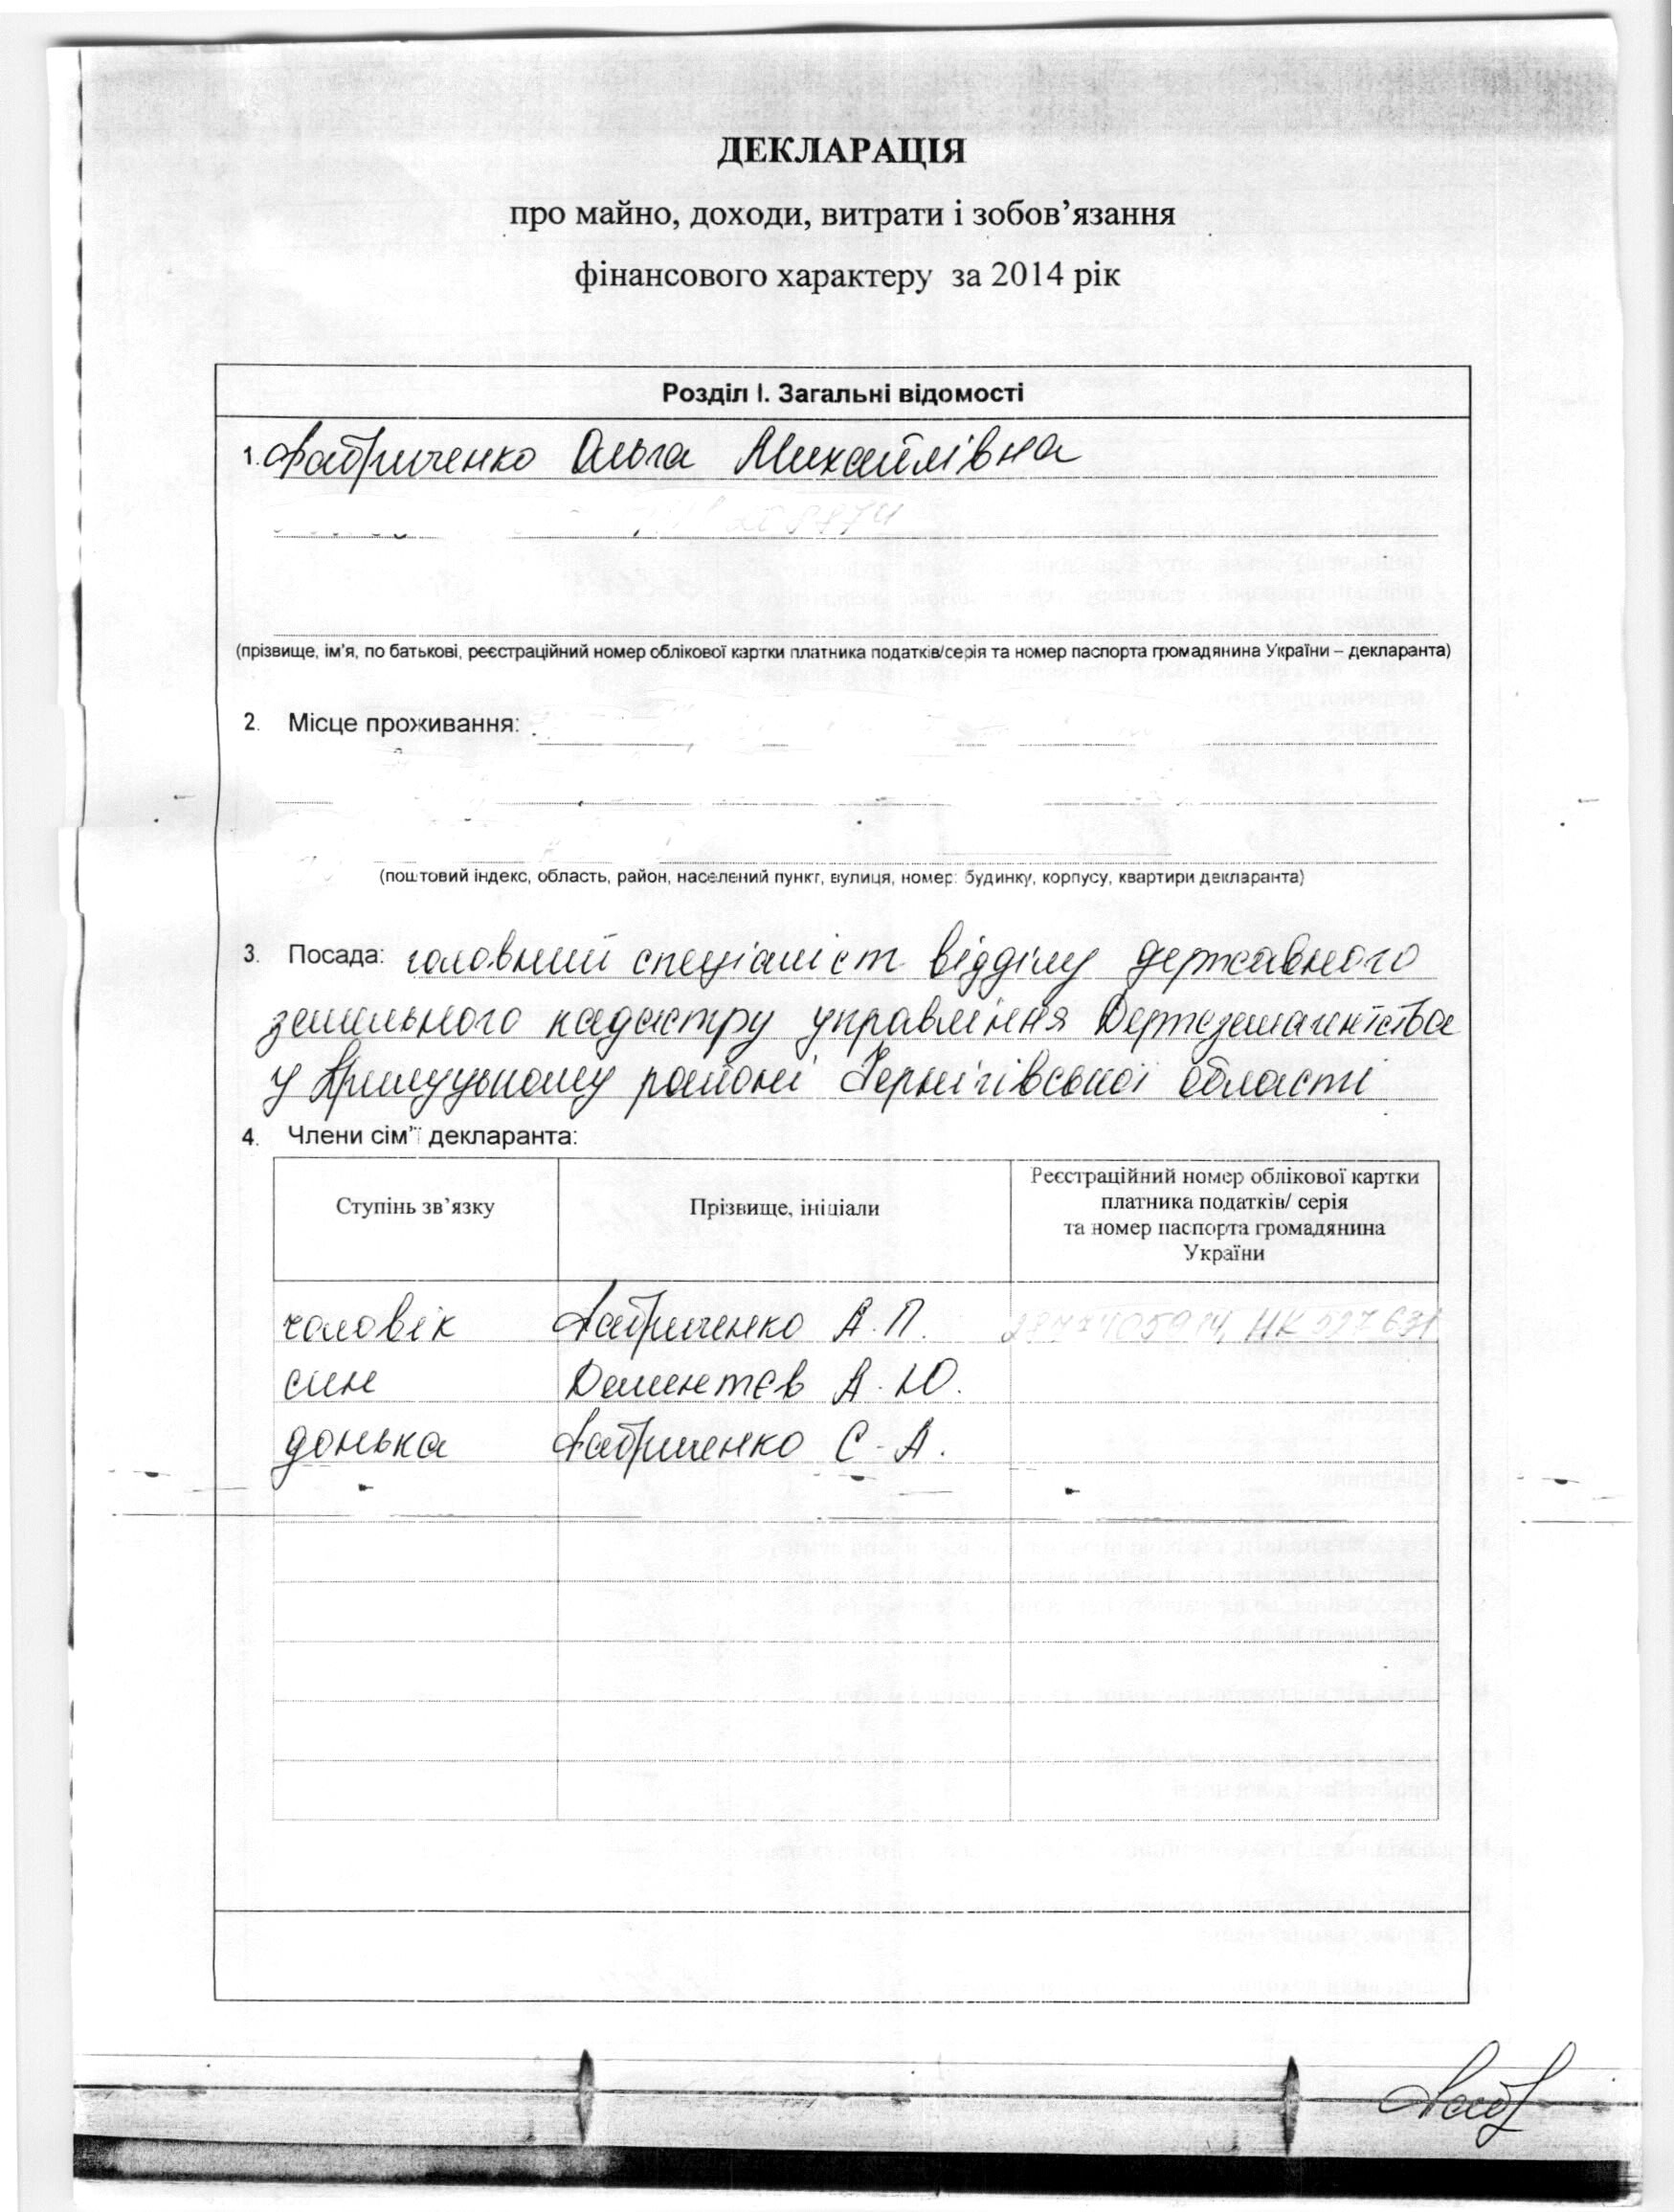 ДЕКЛАРАЦІЯ
про майно, доходи, витрати і зобов’язання
фінансового характеру за 2014 рік
Розділ І. Загальні відомості
1. Лабриченко Ольга Михайлівна
(прізвище, ім’я, по батькові, реєстраційний номер облікової картки платника податків/серія та номер паспорта громадянина України – декларанта)
2. Місце проживання:
(поштовий індекс, область, район, населений пункт, вулиця, номер: будинку, корпусу, квартири декларанта)
3. Посада: головний спеціаліст відділу державного
земельного кадастру управління Держземагентства
у Прилуцькому районі Чернігівської області
4. Члени сім’ї декларанта:
Ступінь зв’язку Прізвище, ініціали Реєстраційний номер облікової картки
платника податків/ серія
та номер паспорта громадянина
України
чоловік Лабриченко А.П.
син Дементєв А.Ю.
донька Лабриченко С.А.